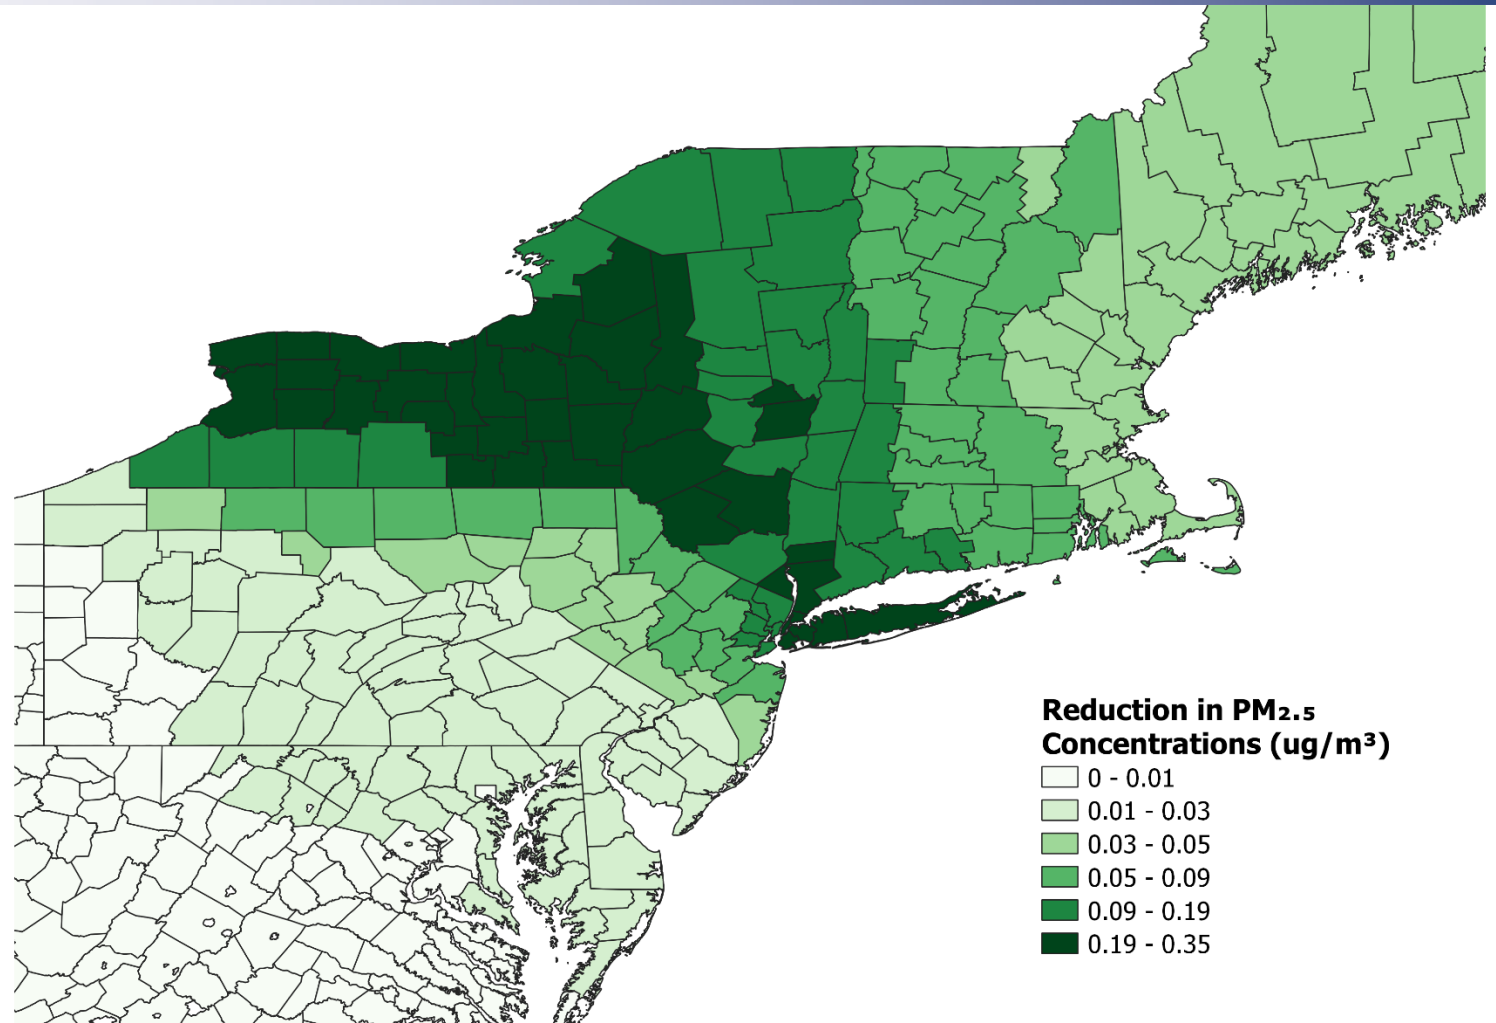 Reduction in PM₂.₅
Concentrations (ug/m³)
0 - 0.01
0.01 - 0.03
0.03 - 0.05
0.05 - 0.09
0.09 - 0.19
0.19 - 0.35